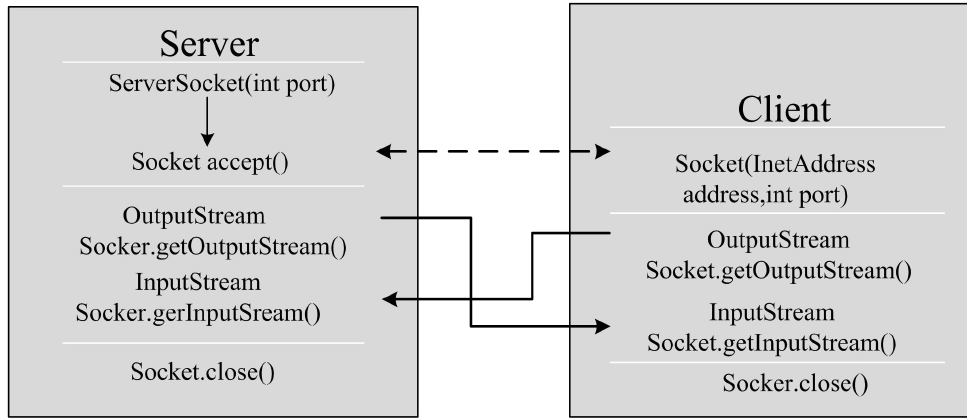 Server
ServerSocket(int port)
Socket accept()
OutputStream
Socker.getOutputStream()
InputStream
Socker.gerInputSream()
Socket.close()
Client
Socket(InetAddress
address,int port)
OutputStream
Socket.getOutputStream()
InputStream
Socket.getInputStream()
Socker.close()